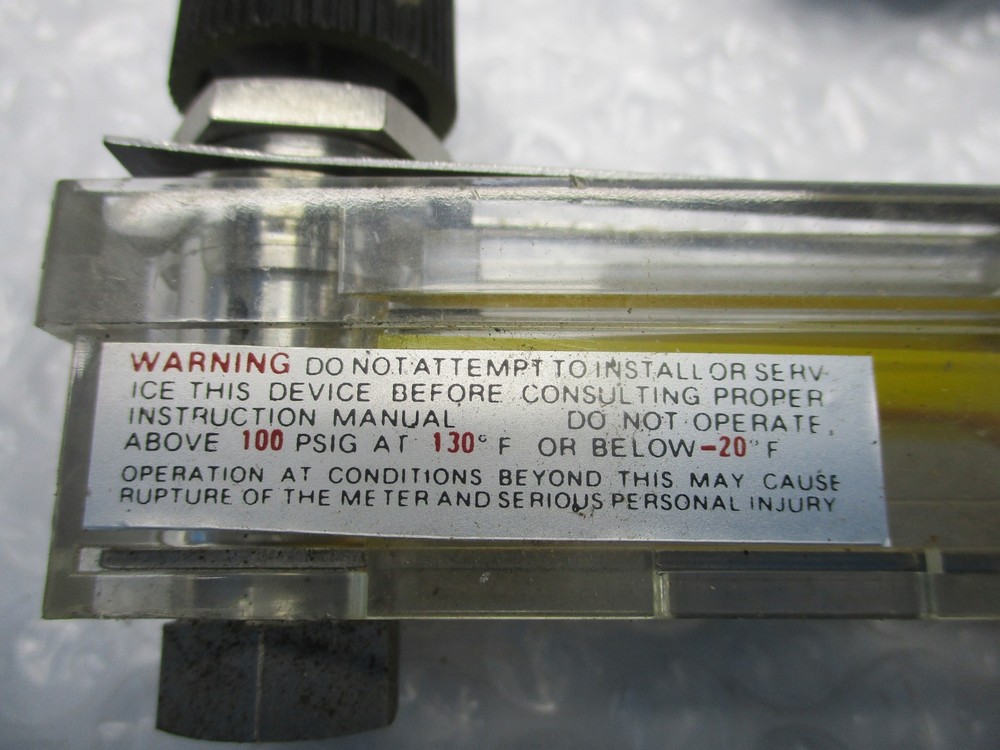 WARNING DO NOT ATTEMPT TO INSTALL OR SERV-
ICE THIS DEVICE BEFORE CONSULTING PROPER
INSTRUCTION MANUAL DO NOT OPERATE
ABOVE 100 PSIG AT 130° F OR BELOW -20° F
OPERATION AT CONDITIONS BEYOND THIS MAY CAUSE
RUPTURE OF THE METER AND SERIOUS PERSONAL INJURY